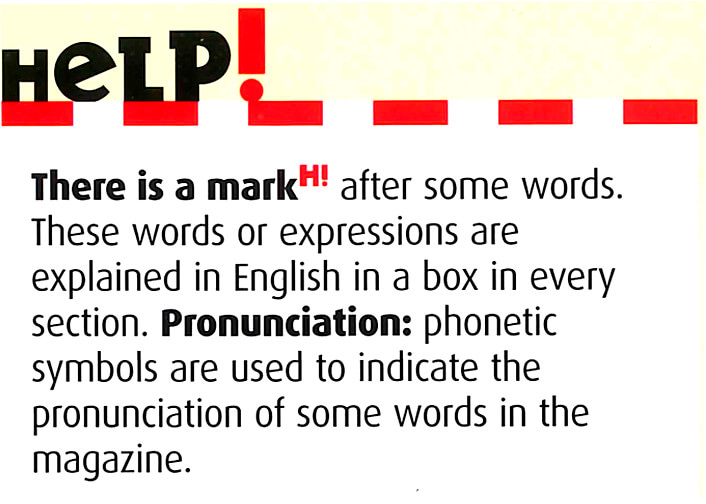 HeLP!
There is a mark H! after some words.
These words or expressions are
explained in English in a box in every
section. Pronunciation: phonetic
symbols are used to indicate the
pronunciation of some words in the
magazine.